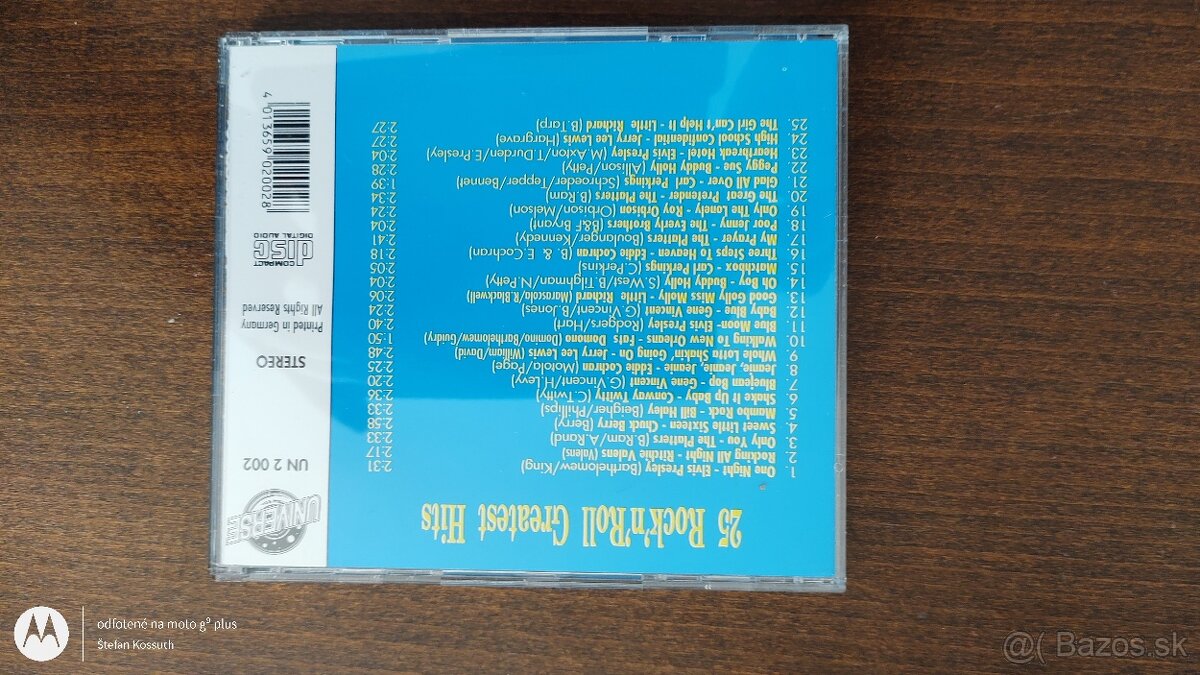 25 Rock'n'Roll Greatest Hits
1. One Night - Elvis Presley (Barthelomew/King) 2:31
2. Rocking All Night - Ritchie Valens (Valens) 2:17
3. Only You - The Platters (B.Ram/A.Rand) 2:33
4. Sweet Little Sixteen - Chuck Berry (Berry) 2:58
5. Mambo Rock - Bill Haley (Beigher/Phillips) 2:33
6. Shake It Up Baby - Conway Twitty (C.Twitty) 2:36
7. Bluejean Bop - Gene Vincent (G.Vincent/H.Levy) 2:20
8. Jeanie, Jeanie, Jeanie - Eddie Cochran (Motola/Page) 2:25
9. Whole Lotta Shakin' Going On - Jerry Lee Lewis (William/David) 2:48
10. Walking To New Orleans - Fats Domono (Domino/Bartholomew/Guidry) 1:50
11. Blue Moon - Elvis Presley (Rodgers/Hart) 2:40
12. Baby Blue - Gene Vincent (G.Vincent/B.Jones) 2:24
13. Good Golly Miss Molly - Little Richard (Marascola/R.Blackwell) 2:06
14. Oh Boy - Buddy Holly (S.West/B.Tilghman/N.Petty) 2:04
15. Matchbox - Carl Perkings (C.Perkins) 2:05
16. Three Steps To Heaven - Eddie Cochran (B. & E.Cochran) 2:18
17. My Prayer - The Platters (Boulanger/Kennedy) 2:41
18. Poor Jenny - The Everly Brothers (B&F Bryant) 2:04
19. Only The Lonely - Roy Orbison (Orbison/Melson) 2:24
20. The Great Pretender - The Platters (B.Ram) 2:34
21. Glad All Over - Carl Perkings (Schroeder/Tepper/Bennet) 1:39
22. Peggy Sue - Buddy Holly (Allison/Petty) 2:28
23. Heartbreak Hotel - Elvis Presley (M.Axton/T.Durden/E.Presley) 2:04
24. High School Confidential - Jerry Lee Lewis (Hargrave) 2:27
25. The Girl Can't Help It - Little Richard (B.Tarp) 2:27
UNIVERSE
UN 2 002
STEREO
Printed in Germany
All Rights Reserved
COMPACT
disc
DIGITAL AUDIO
4 013659 020028
odfotené na moto g⁹ plus
Štefan Kossuth
@( Bazos.sk